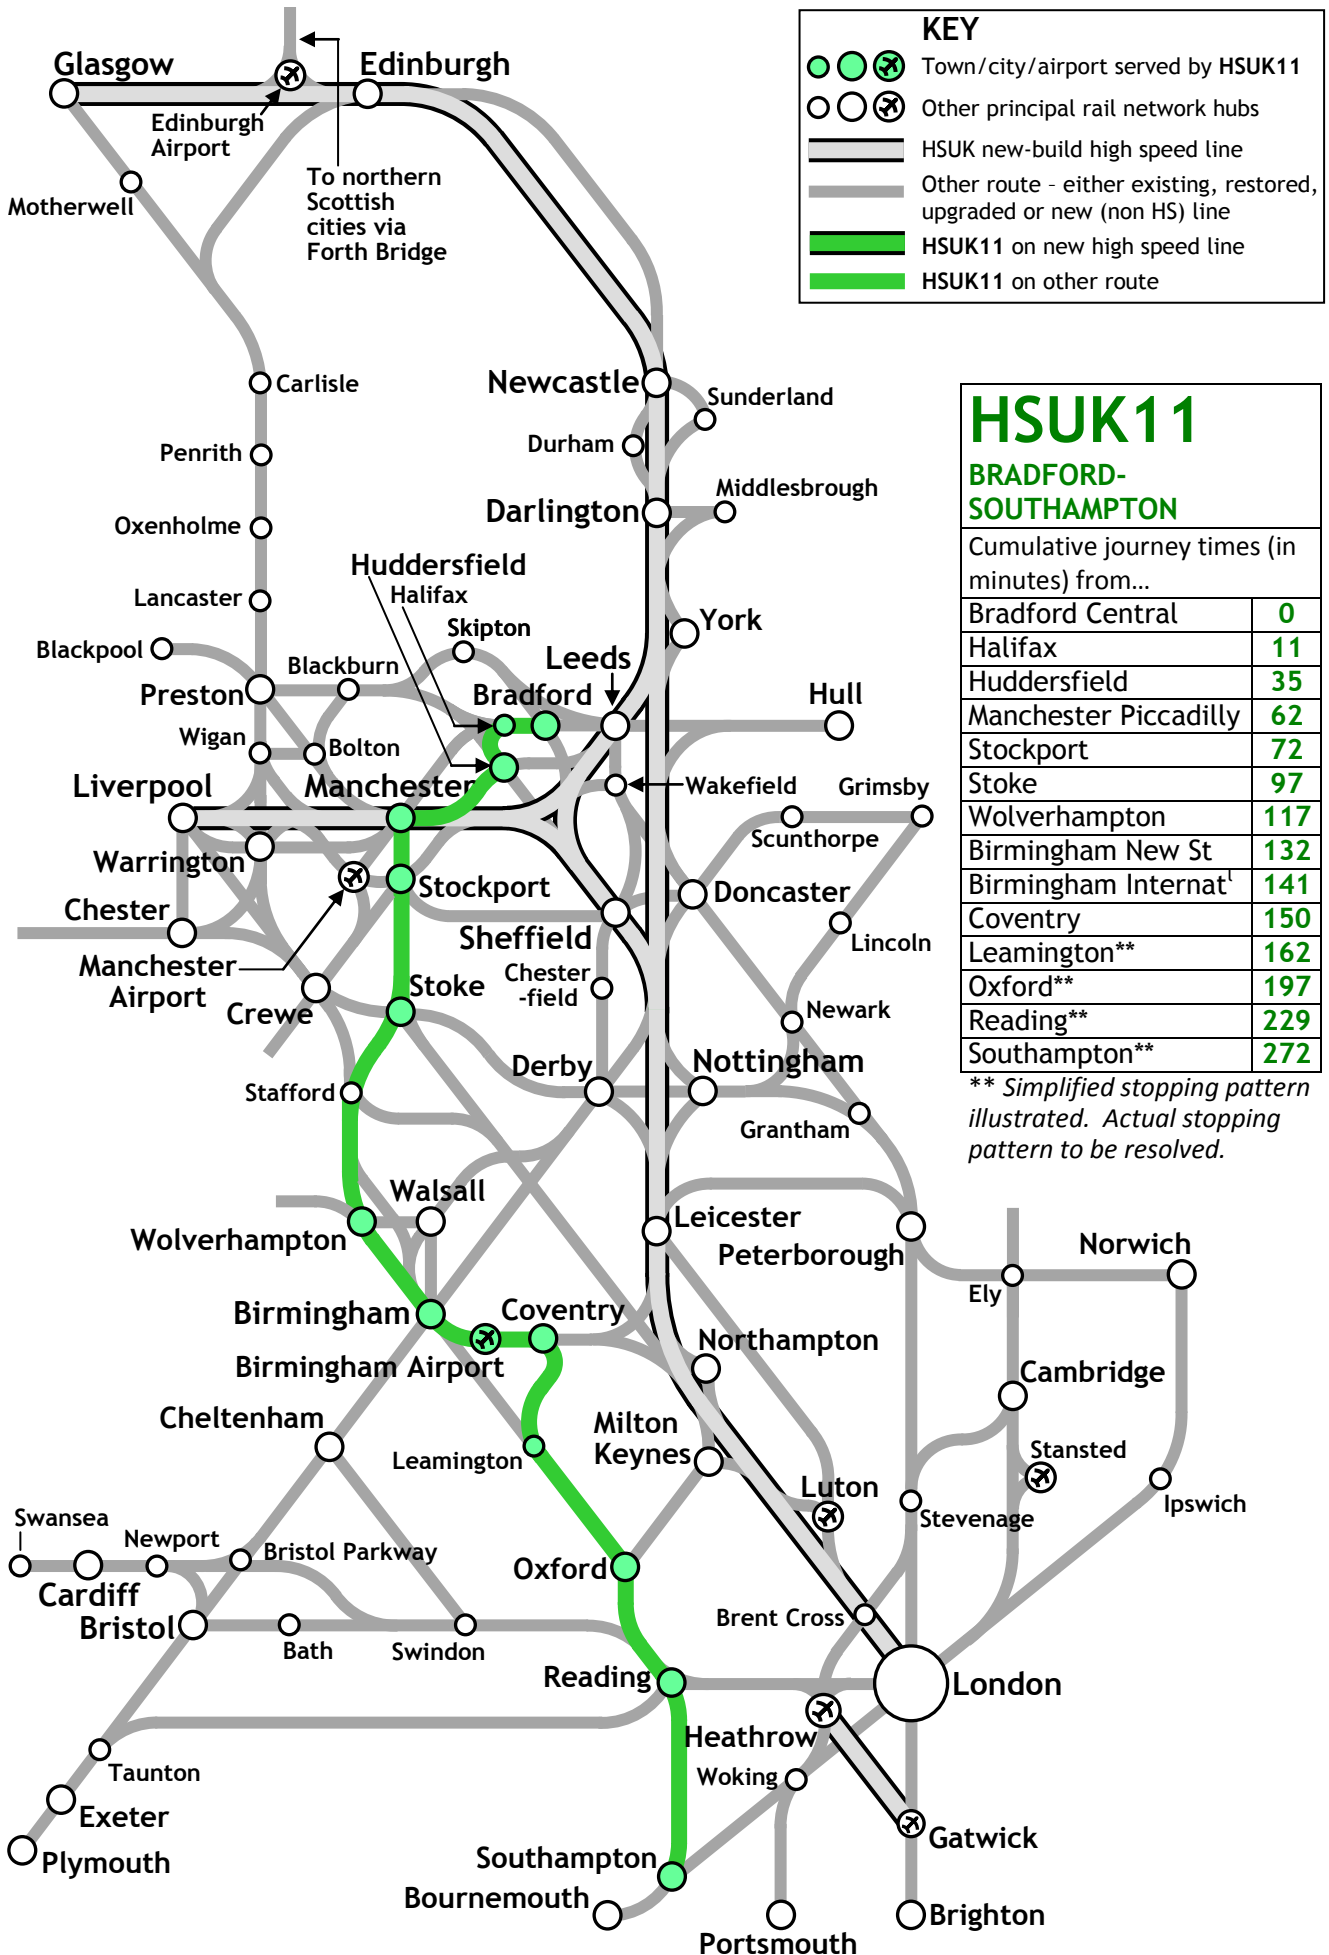 KEY
Town/city/airport served by HSUK11
Other principal rail network hubs
HSUK new-build high speed line
Other route – either existing, restored,
upgraded or new (non HS) line
HSUK11 on new high speed line
HSUK11 on other route
Glasgow
Edinburgh
Edinburgh
Airport
To northern
Scottish
cities via
Forth Bridge
Motherwell
Carlisle
Newcastle
Sunderland
Durham
Penrith
Middlesbrough
Darlington
Oxenholme
Huddersfield
Halifax
Lancaster
York
Skipton
Blackpool
Leeds
Blackburn
Preston
Bradford
Hull
Wigan
Bolton
Liverpool
Manchester
Wakefield
Grimsby
Scunthorpe
Warrington
Stockport
Doncaster
Chester
Sheffield
Lincoln
Manchester
Airport
Chester
-field
Stoke
Crewe
Newark
Derby
Nottingham
Stafford
Grantham
Walsall
Leicester
Peterborough
Wolverhampton
Norwich
Ely
Birmingham
Coventry
Northampton
Birmingham Airport
Cambridge
Cheltenham
Milton
Keynes
Leamington
Stansted
Luton
Ipswich
Stevenage
Swansea
Newport
Bristol Parkway
Oxford
Cardiff
Bristol
Brent Cross
Bath
Swindon
Reading
London
Heathrow
Woking
Taunton
Exeter
Gatwick
Plymouth
Southampton
Bournemouth
Brighton
Portsmouth
HSUK11
BRADFORD-
SOUTHAMPTON
Cumulative journey times (in
minutes) from…
Bradford Central 0
Halifax 11
Huddersfield 35
Manchester Piccadilly 62
Stockport 72
Stoke 97
Wolverhampton 117
Birmingham New St 132
Birmingham Internatˡ 141
Coventry 150
Leamington** 162
Oxford** 197
Reading** 229
Southampton** 272
** Simplified stopping pattern
illustrated. Actual stopping
pattern to be resolved.